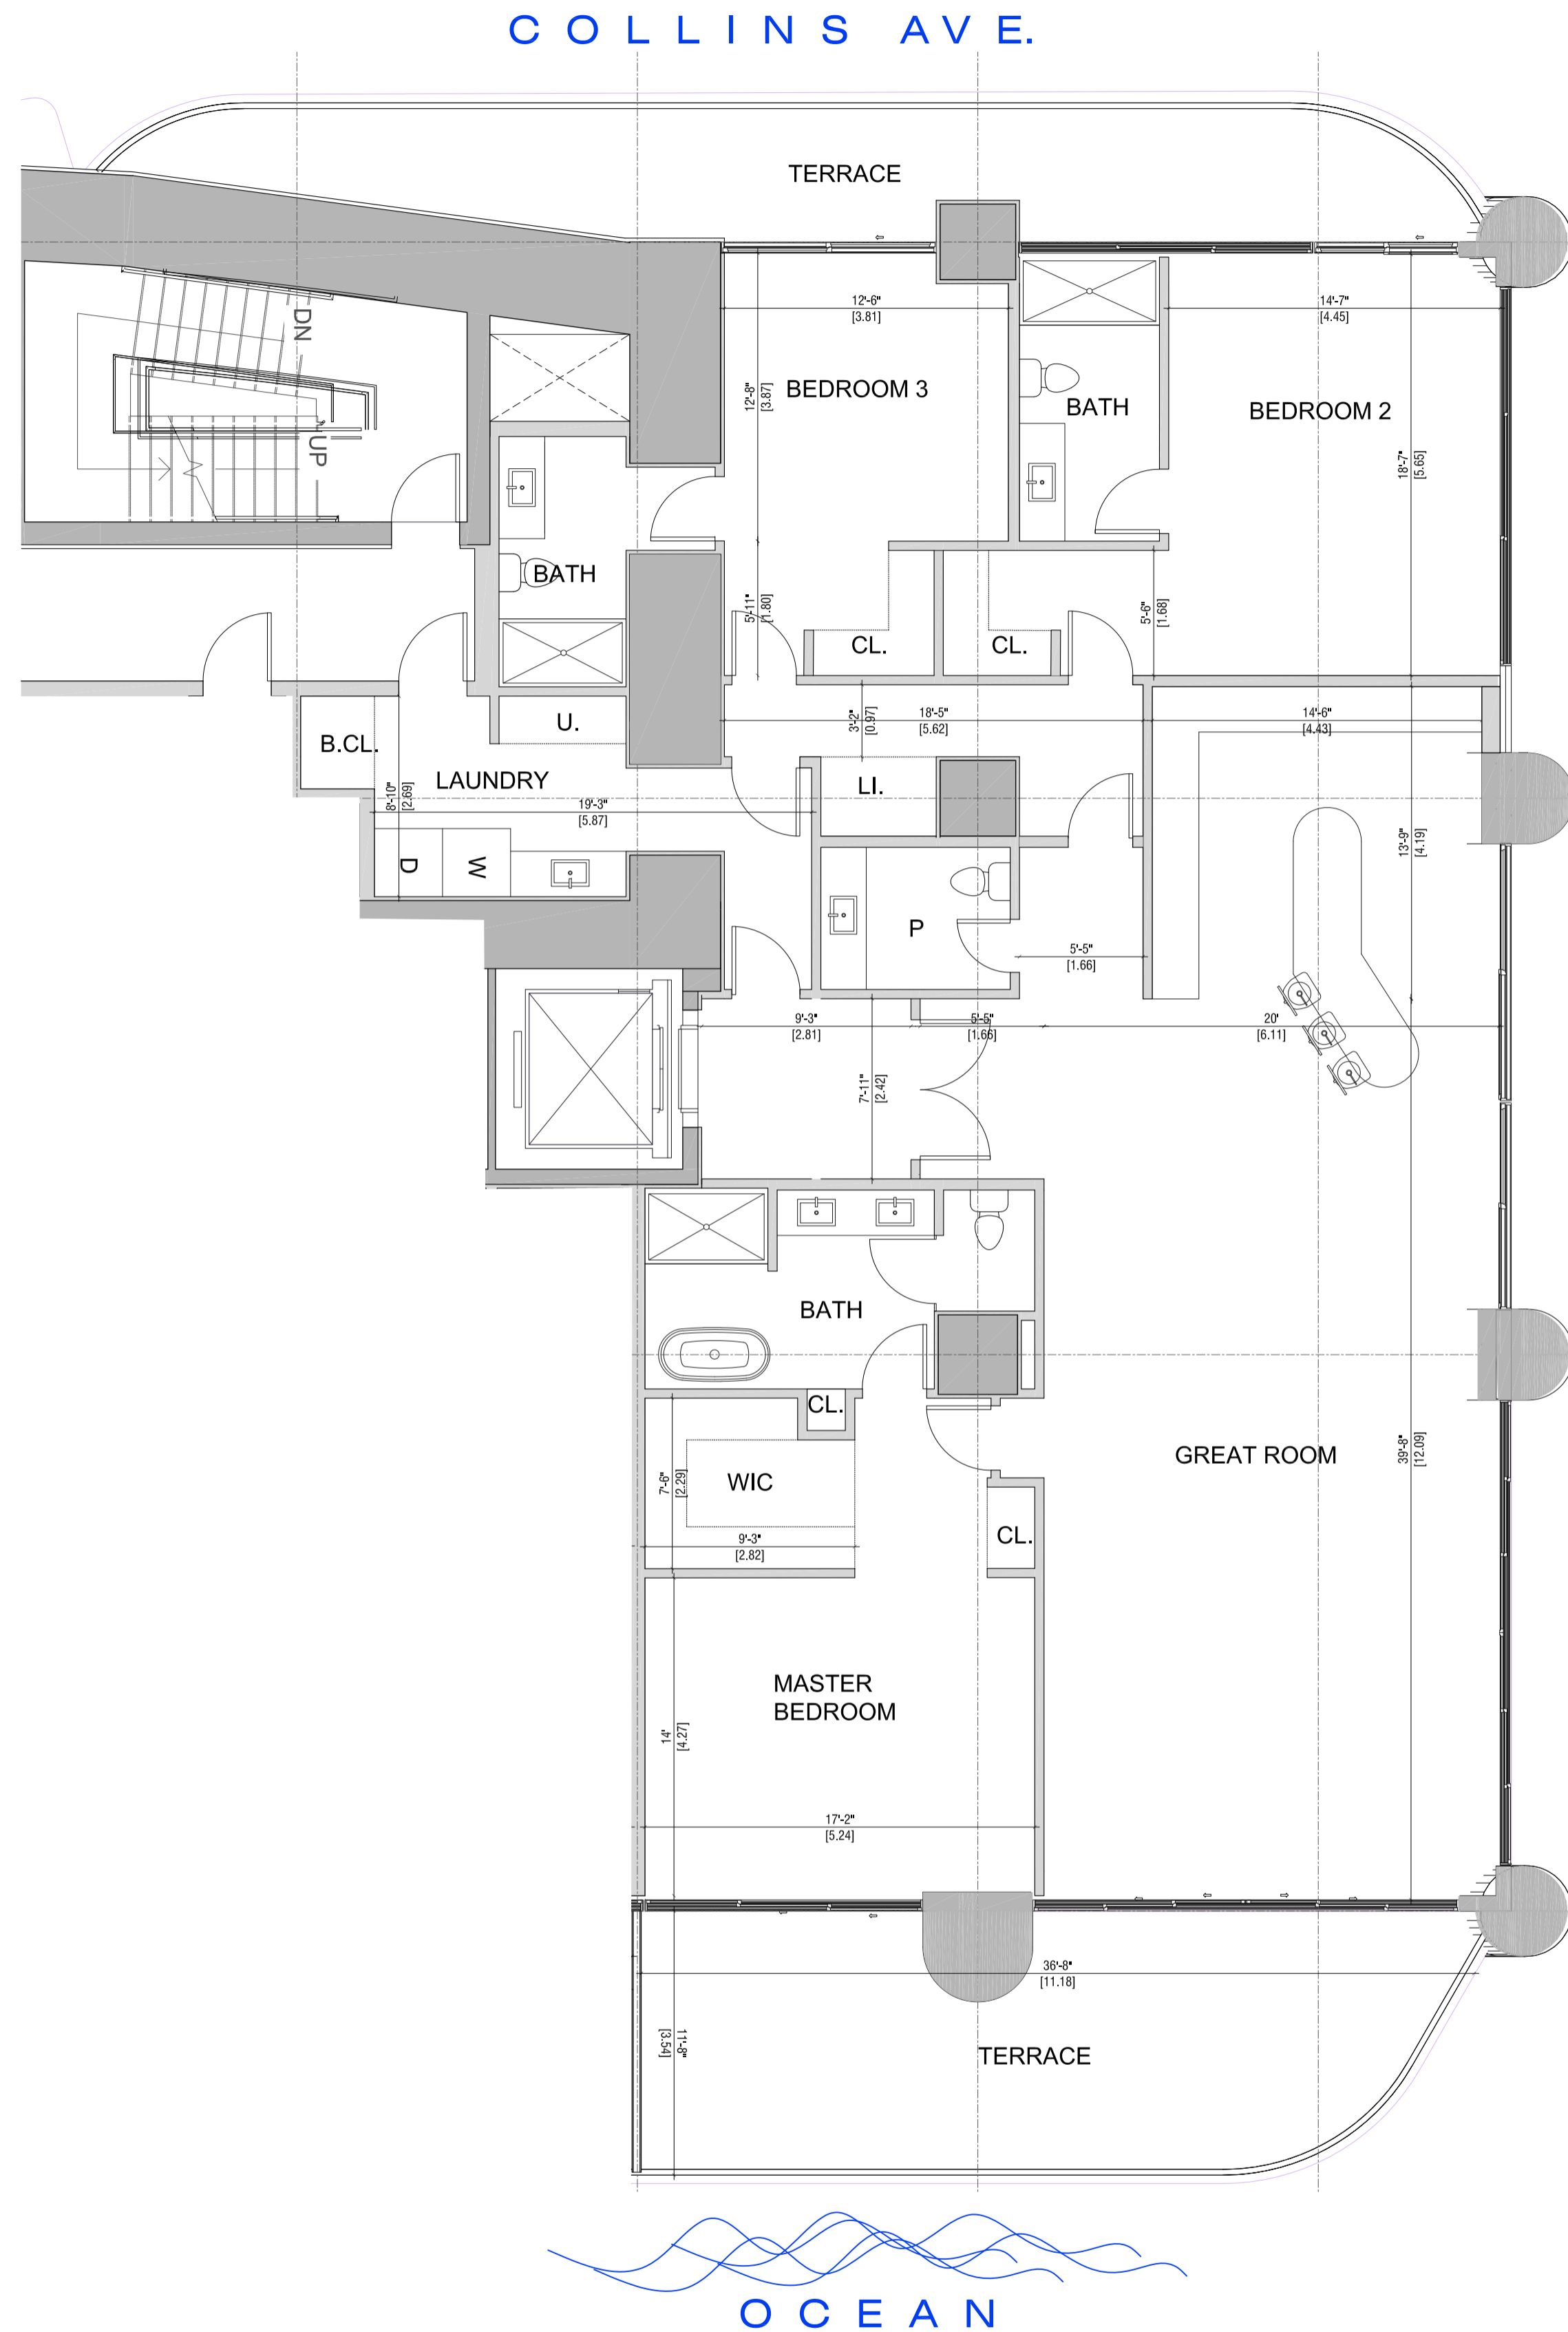 COLLINS AVE.
TERRACE
12'-6"
[3.81]
14'-7"
[4.45]
DN
12'-8"
[3.87]
BEDROOM 3
BATH
BEDROOM 2
UP
18'-7"
[5.65]
BATH
5'-11"
[1.80]
5'-6"
[1.68]
CL.
CL.
U.
3'-2"
[0.97]
18'-5"
[5.62]
14'-6"
[4.43]
B.CL.
LAUNDRY
LI.
8'-10"
[2.69]
19'-3"
[5.87]
13'-9"
[4.19]
D
W
P
5'-5"
[1.66]
9'-3"
[2.81]
5'-5"
[1.66]
20'
[6.11]
7'-11"
[2.42]
BATH
CL.
GREAT ROOM
39'-8"
[12.09]
7'-6"
[2.29]
WIC
CL.
9'-3"
[2.82]
MASTER
BEDROOM
14'
[4.27]
17'-2"
[5.24]
36'-8"
[11.18]
11'-8"
[3.54]
TERRACE
OCEAN